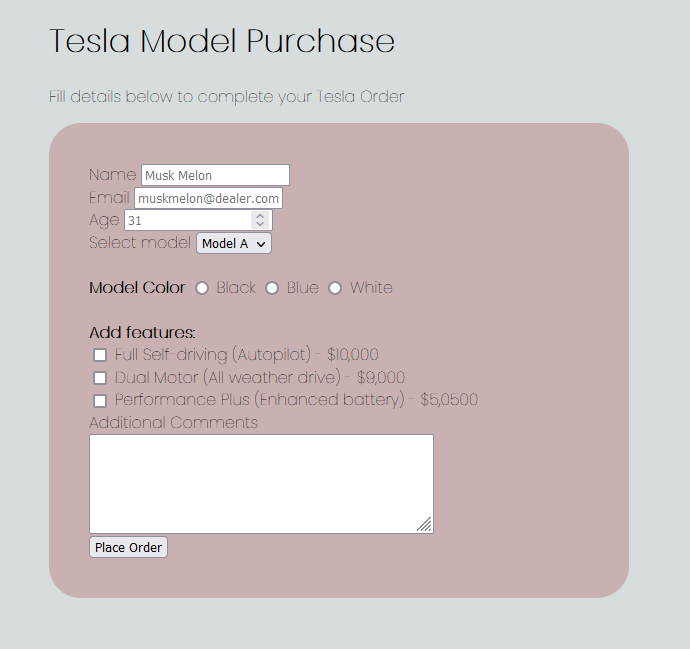 Tesla Model Purchase
Fill details below to complete your Tesla Order
Name Musk Melon
Email muskmelon@dealer.com
Age 31
Select model Model A
Model Color Black Blue White
Add features:
Full Self-driving (Autopilot) - $10,000
Dual Motor (All weather drive) - $9,000
Performance Plus (Enhanced battery) - $5,0500
Additional Comments
Place Order